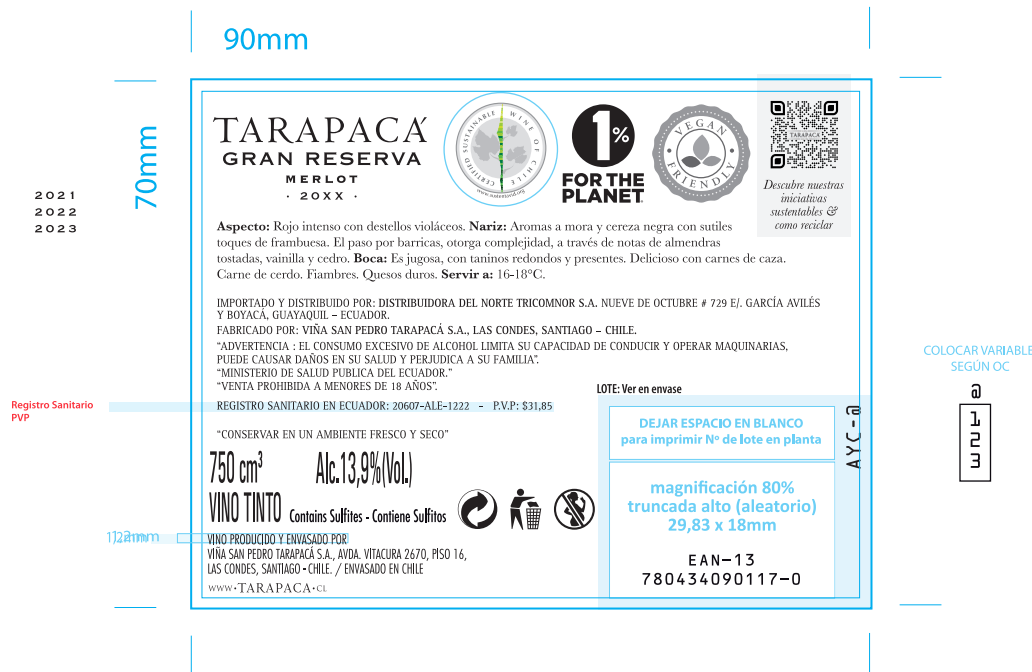 90mm
70mm
2021
2022
2023
TARAPACÁ
GRAN RESERVA
MERLOT
· 20XX ·
CERTIFIED SUSTAINABLE WINE OF CHILE
www.sustentavid.org
1%
FOR THE
PLANET
VEGAN
FRIENDLY
TARAPACÁ
Descubre nuestras
iniciativas
sustentables &
como reciclar
Aspecto: Rojo intenso con destellos violáceos. Nariz: Aromas a mora y cereza negra con sutiles
toques de frambuesa. El paso por barricas, otorga complejidad, a través de notas de almendras
tostadas, vainilla y cedro. Boca: Es jugosa, con taninos redondos y presentes. Delicioso con carnes de caza.
Carne de cerdo. Fiambres. Quesos duros. Servir a: 16-18°C.
IMPORTADO Y DISTRIBUIDO POR: DISTRIBUIDORA DEL NORTE TRICOMNOR S.A. NUEVE DE OCTUBRE # 729 E/. GARCÍA AVILÉS
Y BOYACÁ, GUAYAQUIL – ECUADOR.
FABRICADO POR: VIÑA SAN PEDRO TARAPACÁ S.A., LAS CONDES, SANTIAGO – CHILE.
“ADVERTENCIA : EL CONSUMO EXCESIVO DE ALCOHOL LIMITA SU CAPACIDAD DE CONDUCIR Y OPERAR MAQUINARIAS,
PUEDE CAUSAR DAÑOS EN SU SALUD Y PERJUDICA A SU FAMILIA”.
“MINISTERIO DE SALUD PUBLICA DEL ECUADOR.”
“VENTA PROHIBIDA A MENORES DE 18 AÑOS”.
LOTE: Ver en envase
Registro Sanitario
PVP
REGISTRO SANITARIO EN ECUADOR: 20607-ALE-1222 - P.V.P: $31,85
“CONSERVAR EN UN AMBIENTE FRESCO Y SECO”
750 cm³ Alc.13,9%(Vol.)
VINO TINTO Contains Sulfites - Contiene Sulfitos
1,2mm
VINO PRODUCIDO Y ENVASADO POR
VIÑA SAN PEDRO TARAPACÁ S.A., AVDA. VITACURA 2670, PISO 16,
LAS CONDES, SANTIAGO - CHILE. / ENVASADO EN CHILE
WWW·TARAPACA·CL
DEJAR ESPACIO EN BLANCO
para imprimir Nº de lote en planta
magnificación 80%
truncada alto (aleatorio)
29,83 x 18mm
EAN-13
780434090117-0
AYC-a
COLOCAR VARIABLE
SEGÚN OC
a